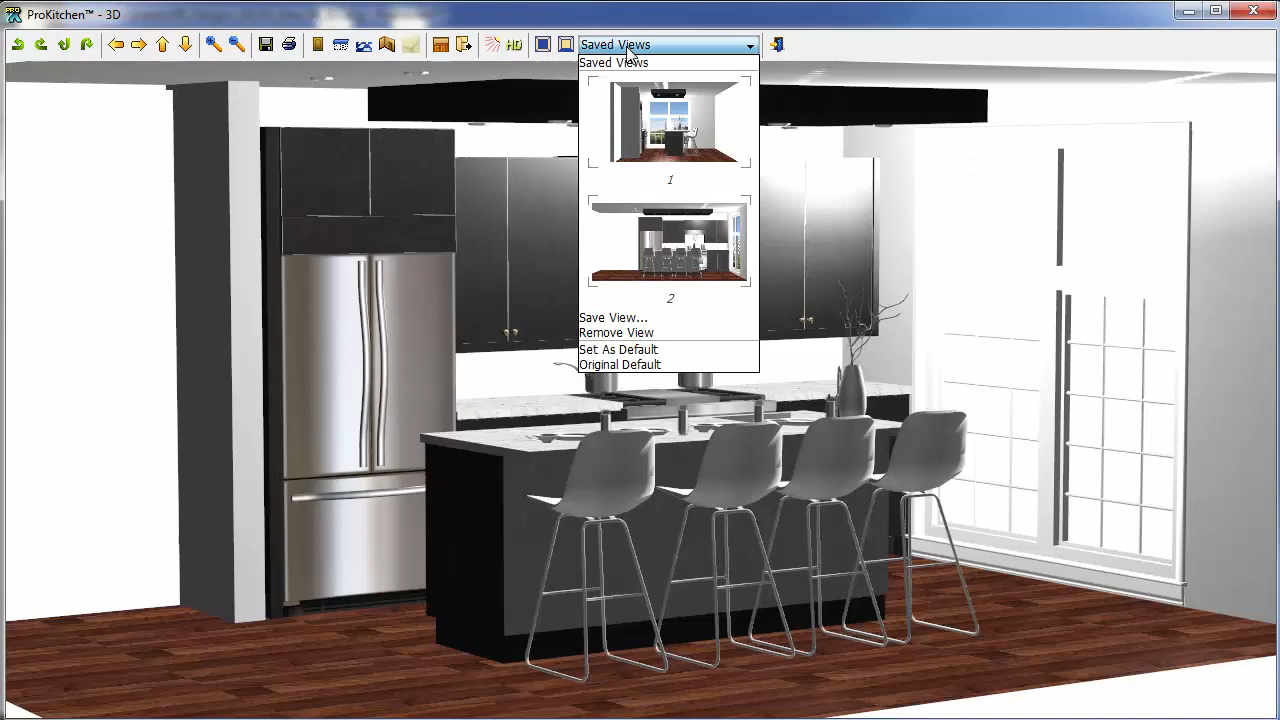 ProKitchen™ - 3D
HD
Saved Views
Saved Views
1
2
Save View...
Remove View
Set As Default
Original Default